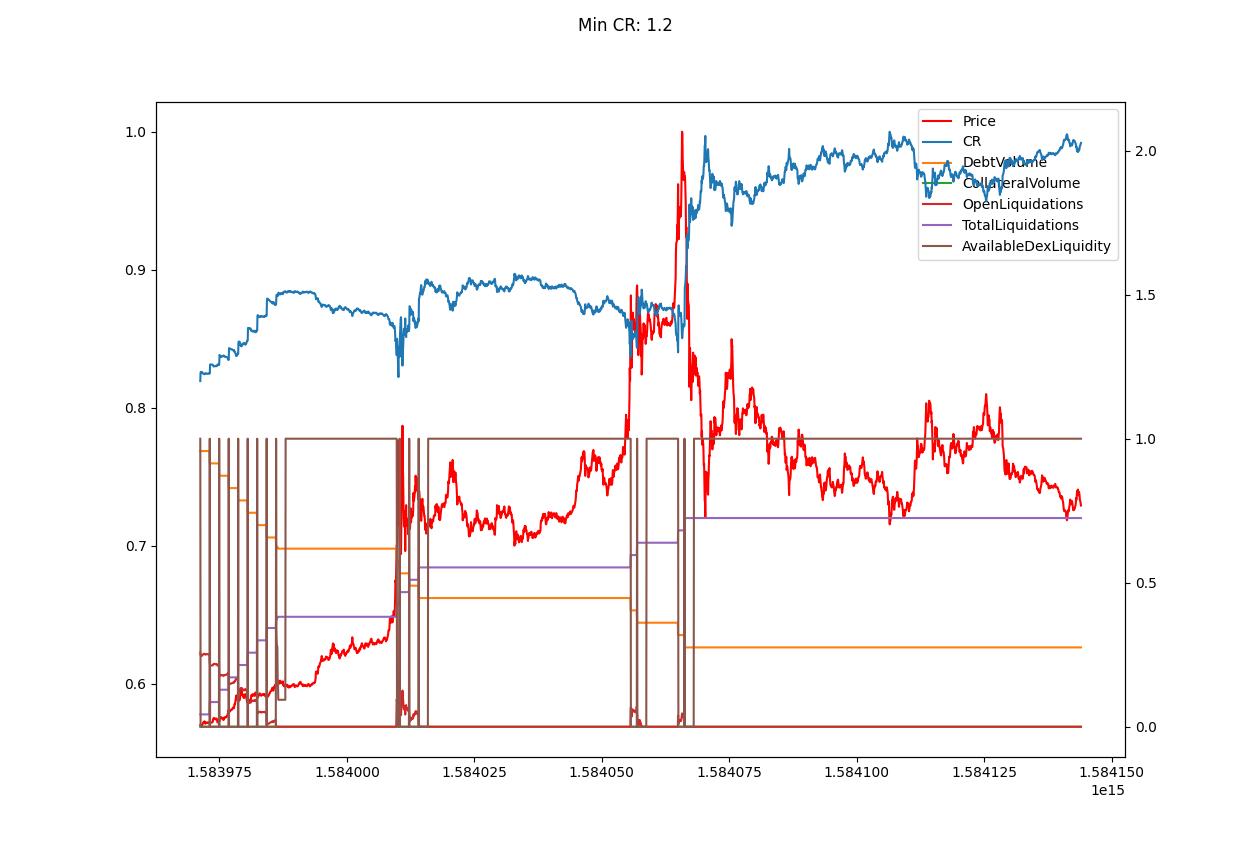 Min CR: 1.2
1.0
0.9
0.8
0.7
0.6
2.0
1.5
1.0
0.5
0.0
Price
CR
DebtVolume
CollateralVolume
OpenLiquidations
TotalLiquidations
AvailableDexLiquidity
1.583975 1.584000 1.584025 1.584050 1.584075 1.584100 1.584125 1.584150
1e15